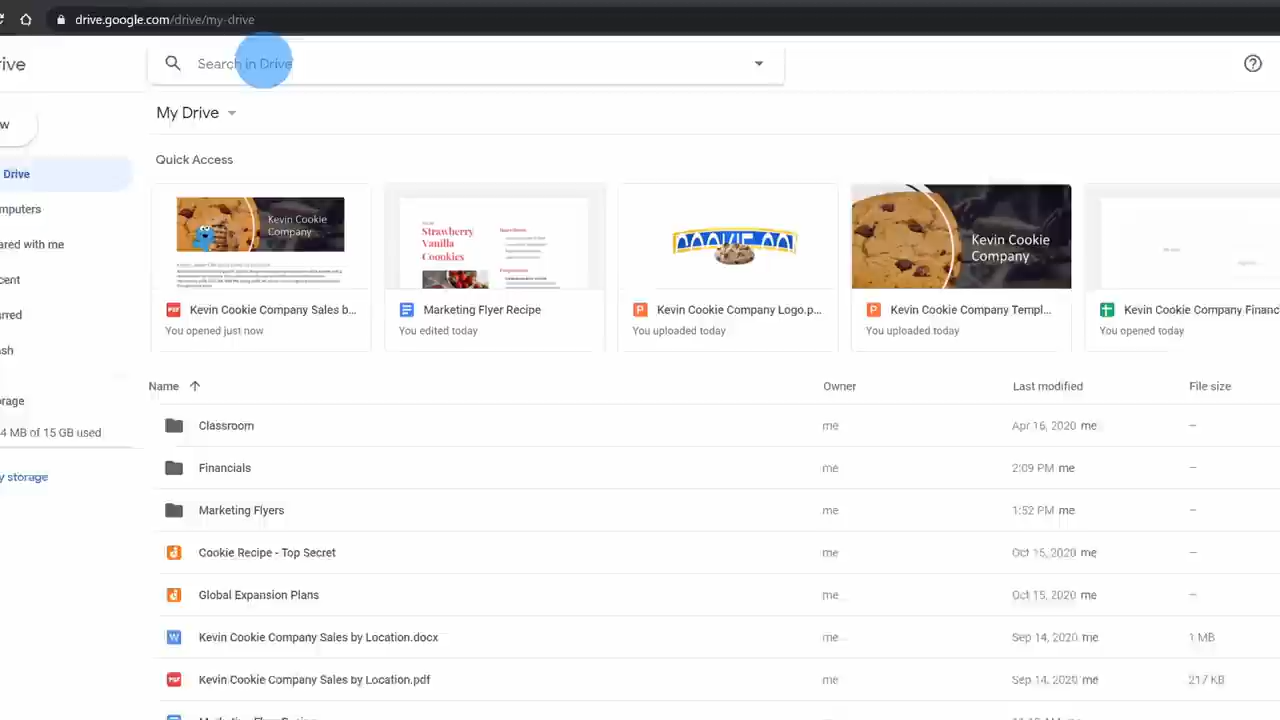 drive.google.com/drive/my-drive
ive
Search in Drive
w
My Drive
Quick Access
Drive
mputers
ared with me
cent
rred
sh
rage
4 MB of 15 GB used
y storage
Kevin Cookie
Company
Strawberry
Vanilla
Coookies
COOKIE CO
Kevin Cookie
Company
Kevin Cookie Company Sales b...
You opened just now
Marketing Flyer Recipe
You edited today
Kevin Cookie Company Logo.p...
You uploaded today
Kevin Cookie Company Templ...
You uploaded today
Kevin Cookie Company Financ
You opened today
Name Owner Last modified File size
Classroom me Apr 16, 2020 me –
Financials me 2:09 PM me –
Marketing Flyers me 1:52 PM me –
Cookie Recipe - Top Secret me Oct 15, 2020 me –
Global Expansion Plans me Oct 15, 2020 me –
W Kevin Cookie Company Sales by Location.docx me Sep 14, 2020 me 1 MB
PDF Kevin Cookie Company Sales by Location.pdf me Sep 14, 2020 me 217 KB